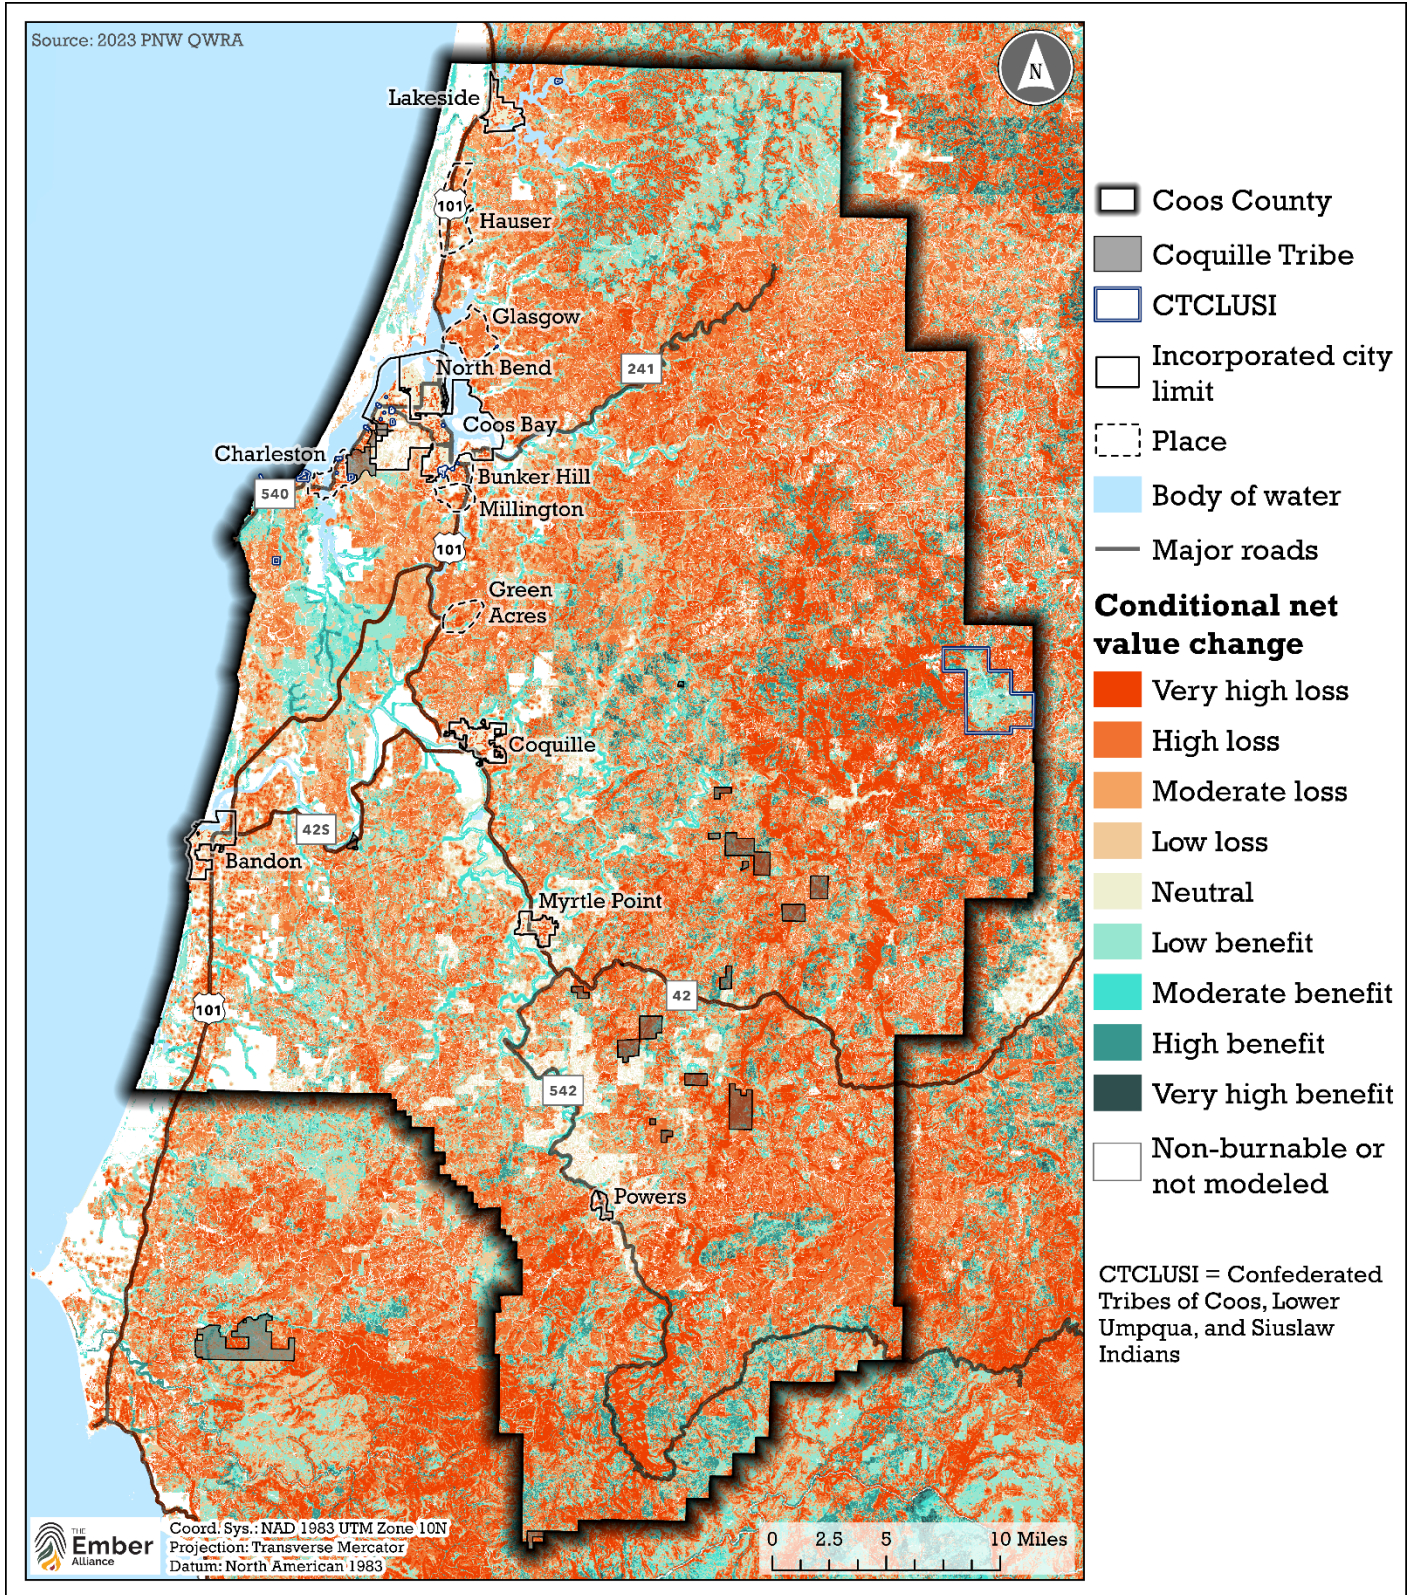 Source: 2023 PNW QWRA
N
Lakeside
101
Hauser
Glasgow
North Bend
241
Coos Bay
Charleston
Bunker Hill
540
Millington
101
Green
Acres
Coquille
42S
Bandon
Myrtle Point
42
101
542
Powers
THE
Ember
Alliance
Coord. Sys.: NAD 1983 UTM Zone 10N
Projection: Transverse Mercator
Datum: North American 1983
0 2.5 5 10 Miles
Coos County
Coquille Tribe
CTCLUSI
Incorporated city
limit
Place
Body of water
Major roads
Conditional net
value change
Very high loss
High loss
Moderate loss
Low loss
Neutral
Low benefit
Moderate benefit
High benefit
Very high benefit
Non-burnable or
not modeled
CTCLUSI = Confederated
Tribes of Coos, Lower
Umpqua, and Siuslaw
Indians